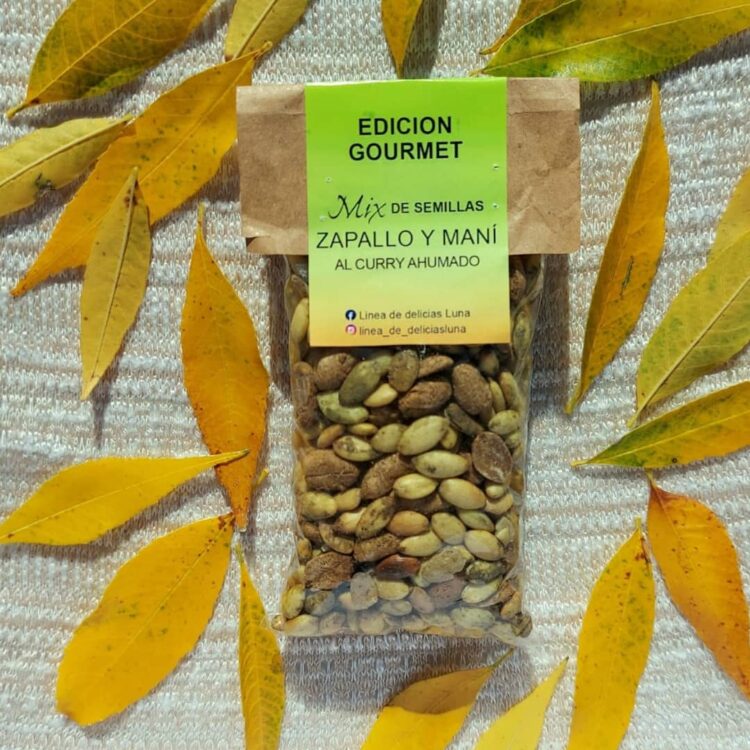 EDICION
GOURMET
Mix DE SEMILLAS
ZAPALLO Y MANÍ
AL CURRY AHUMADO
Linea de delicias Luna
linea_de_deliciasluna